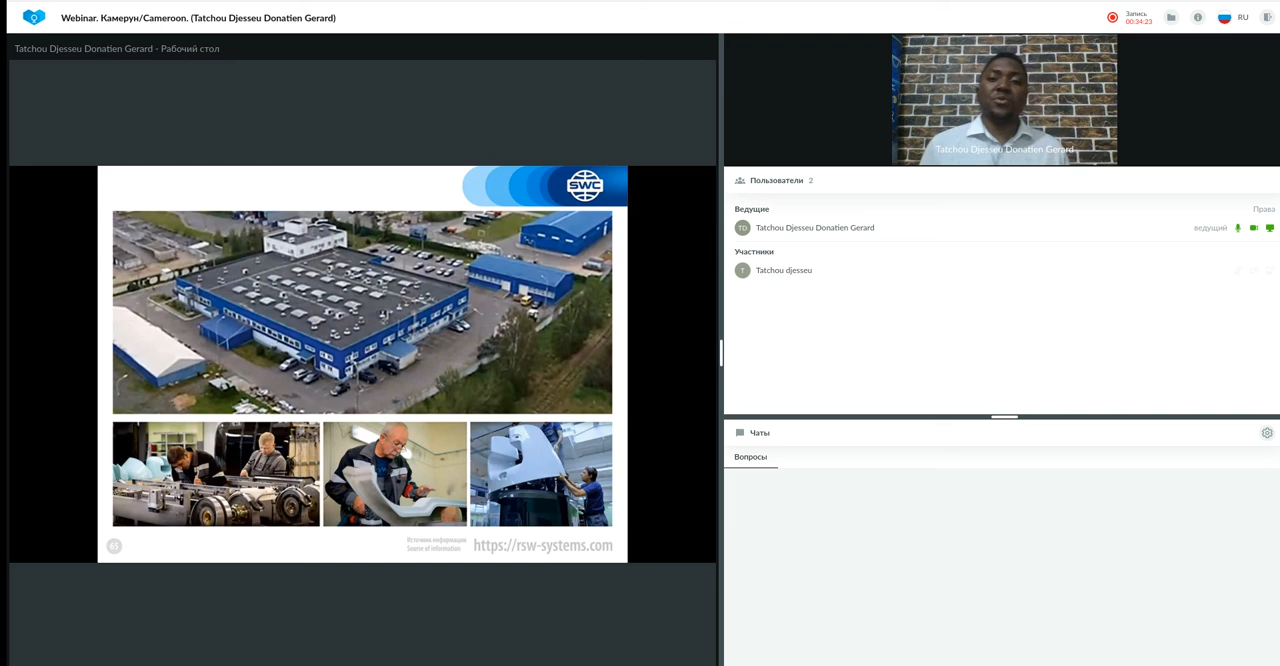 Webinar. Камерун/Cameroon. (Tatchou Djesseu Donatien Gerard)
Запись
00:34:23
RU
Tatchou Djesseu Donatien Gerard - Рабочий стол
SWC
65
Источник информации
Source of information
https://rsw-systems.com
Tatchou Djesseu Donatien Gerard
Пользователи 2
Ведущие
Права
TD
Tatchou Djesseu Donatien Gerard
ведущий
Участники
T
Tatchou djesseu
Чаты
Вопросы